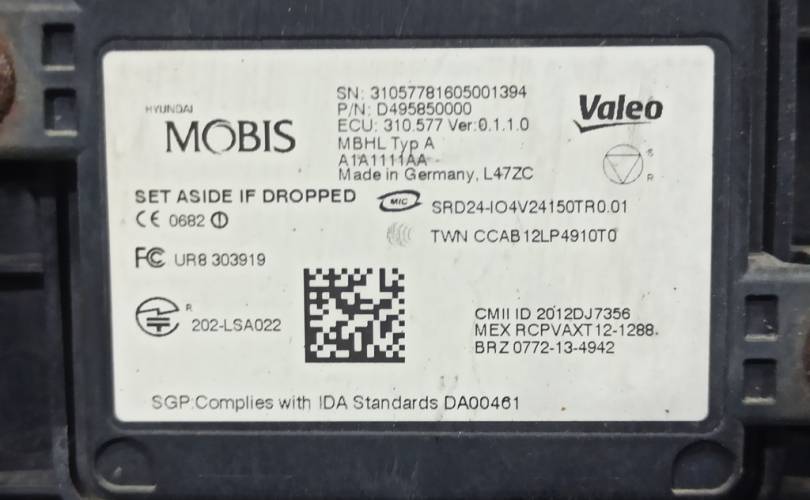 SN: 31057781605001394
P/N: D495850000
ECU: 310.577 Ver:0.1.1.0
MBHL Typ A
A1A1111AA
Made in Germany, L47ZC
HYUNDAI
MOBIS
Valeo
S
R
SET ASIDE IF DROPPED
CE 0682
MIC
SRD24-IO4V24150TR0.01
TWN CCAB12LP4910T0
FC UR8 303919
R
202-LSA022
CMII ID 2012DJ7356
MEX RCPVAXT12-1288
BRZ 0772-13-4942
SGP:Complies with IDA Standards DA00461